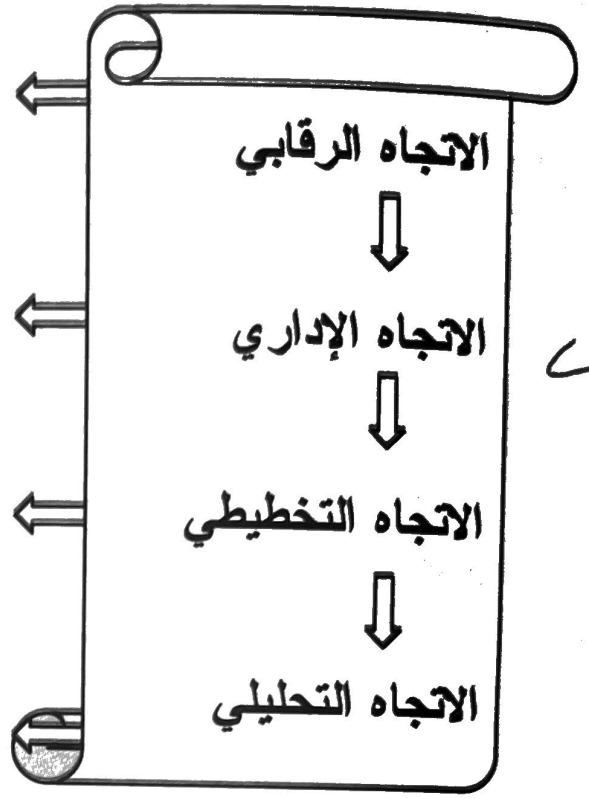 الاتجاه الرقابي
الاتجاه الإداري
الاتجاه التخطيطي
الاتجاه التحليلي